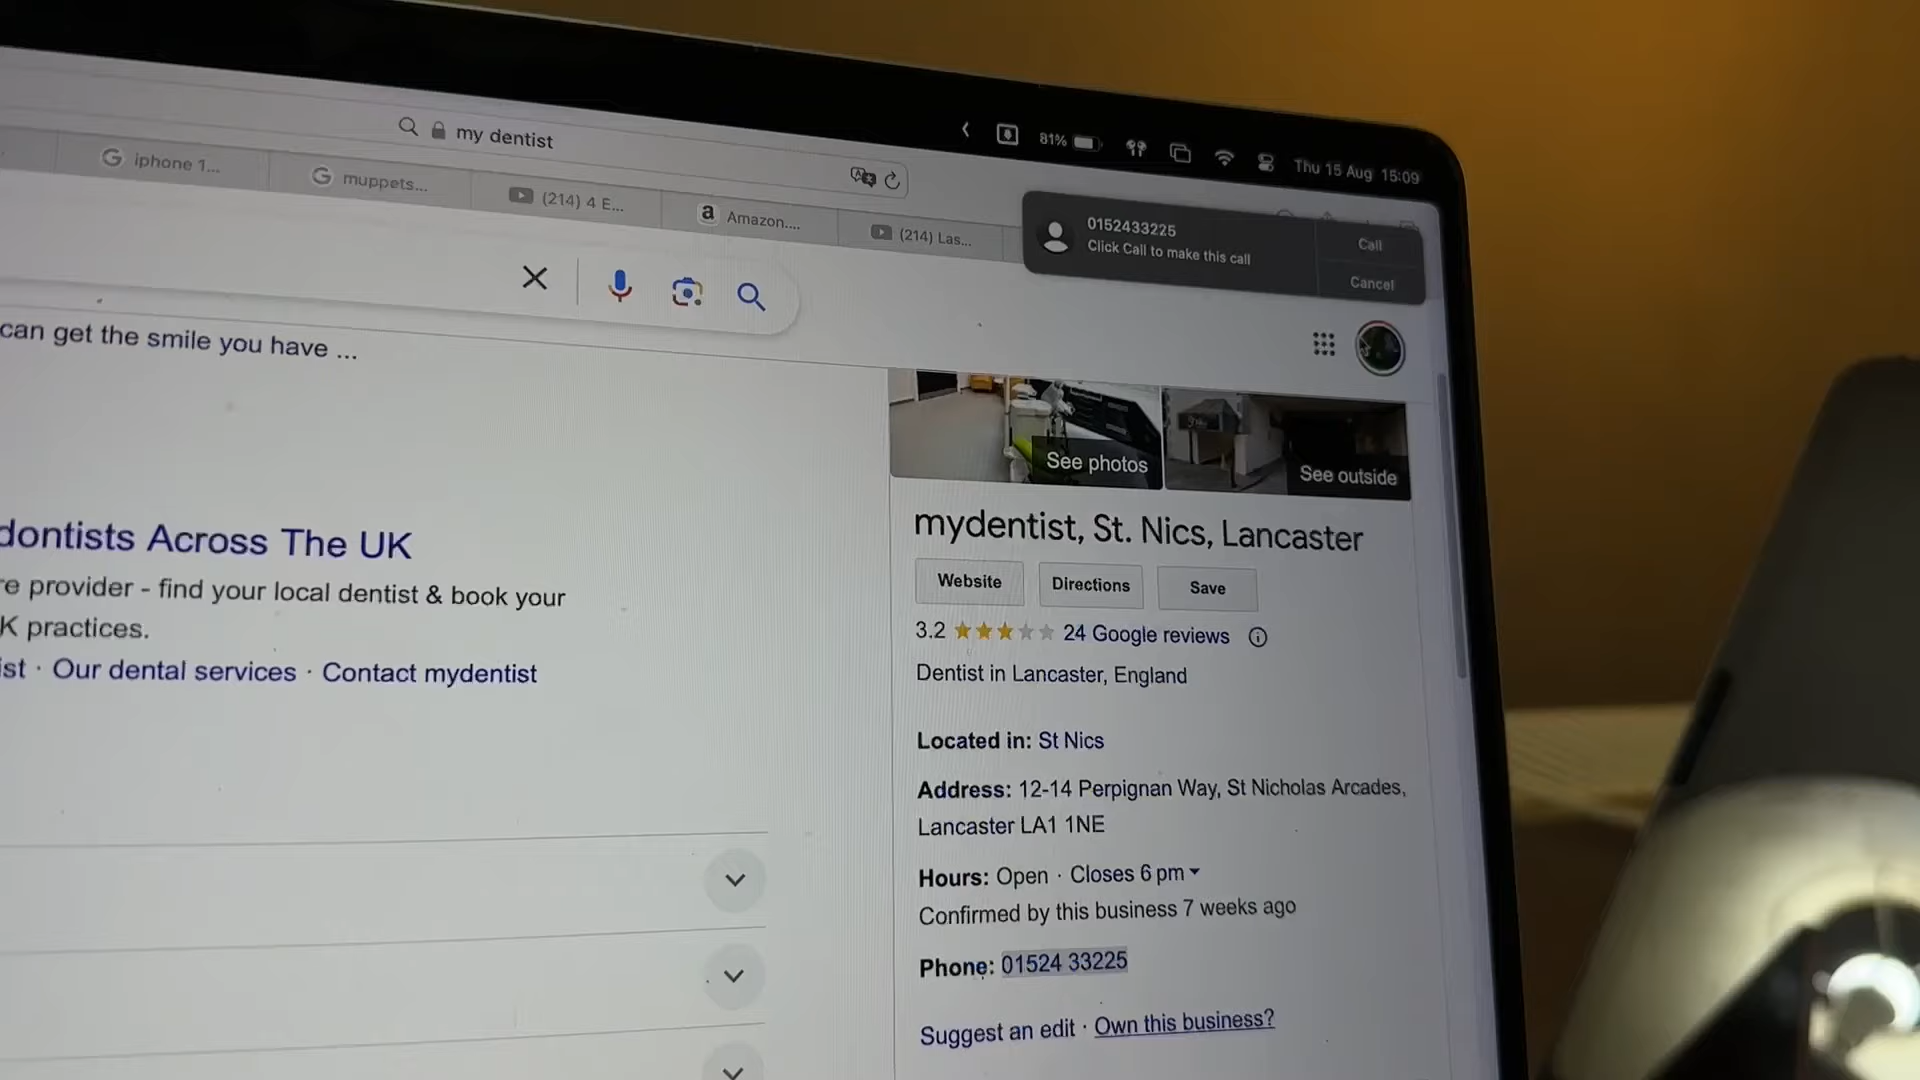 my dentist
81%
Thu 15 Aug 15:09
iphone 1...
muppets...
(214) 4 E...
Amazon....
(214) Las...
0152433225
Click Call to make this call
Call
Cancel
can get the smile you have ...
See photos
See outside
mydentist, St. Nics, Lancaster
Website
Directions
Save
3.2
24 Google reviews
Dentist in Lancaster, England
dontists Across The UK
re provider - find your local dentist & book your
K practices.
ist · Our dental services · Contact mydentist
Located in: St Nics
Address: 12-14 Perpignan Way, St Nicholas Arcades,
Lancaster LA1 1NE
Hours: Open · Closes 6 pm
Confirmed by this business 7 weeks ago
Phone: 01524 33225
Suggest an edit · Own this business?